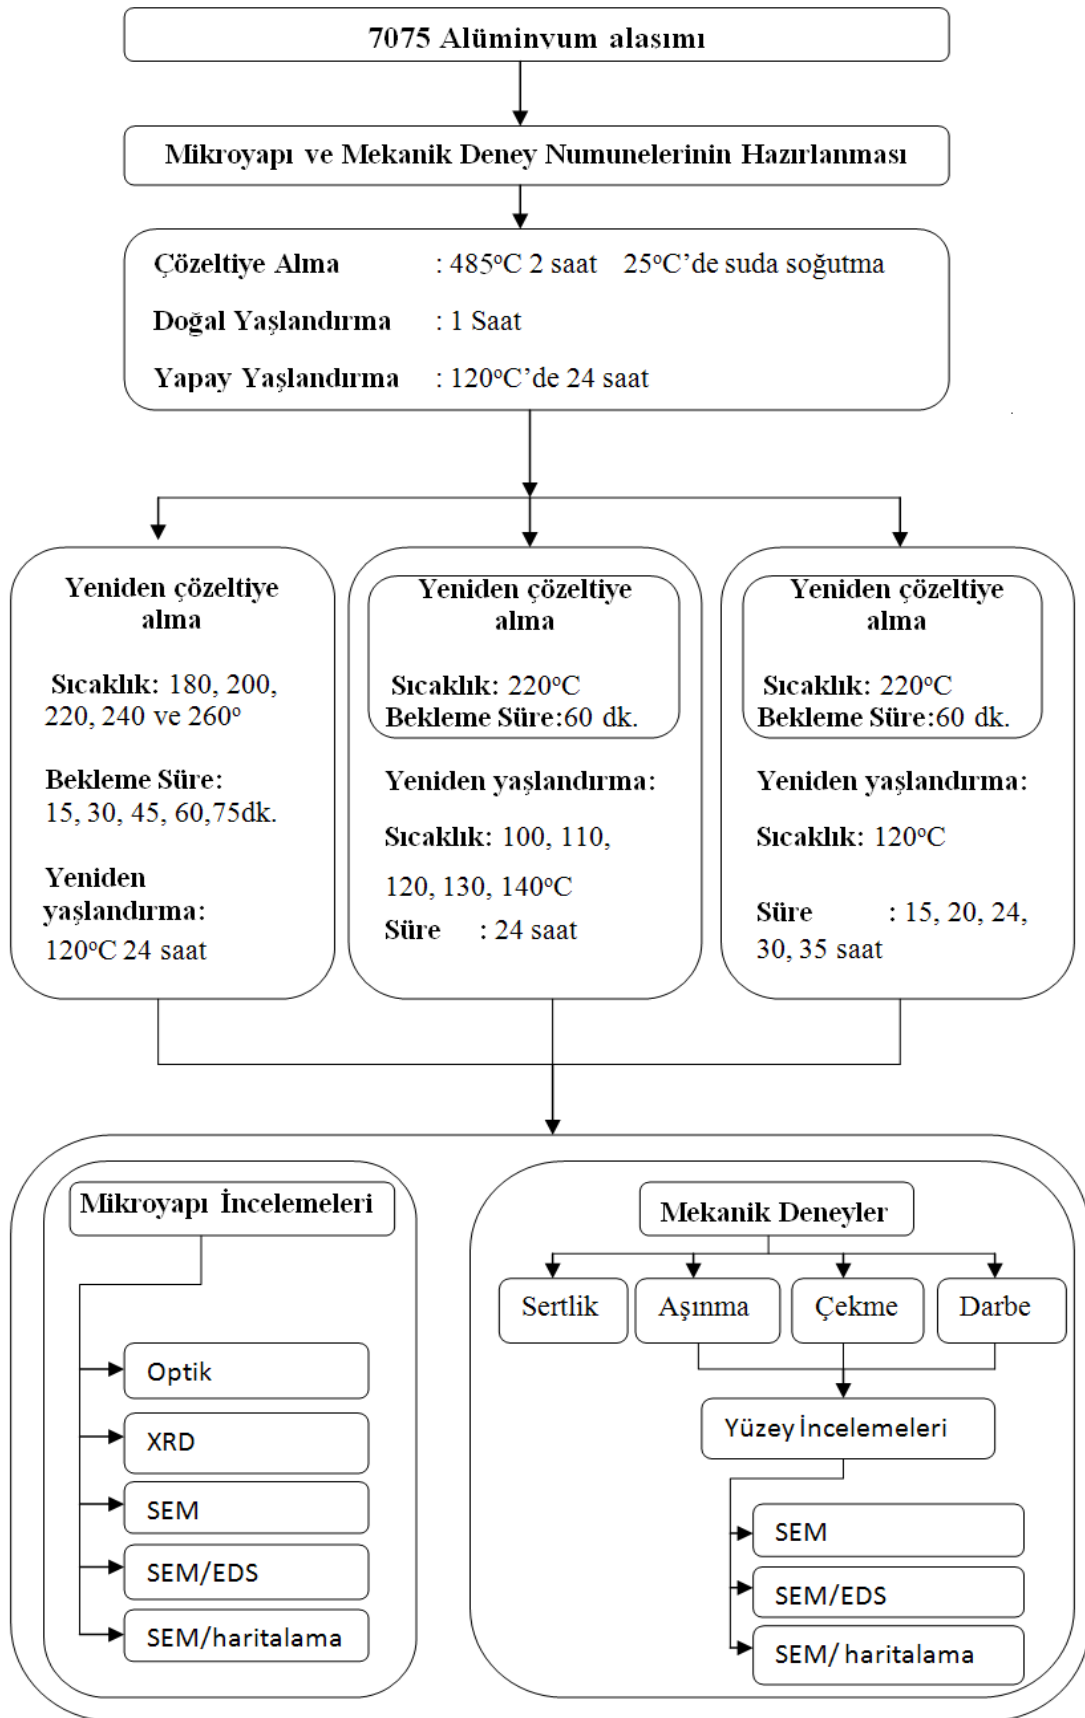 7075 Alüminyum alaşımı
Mikroyapı ve Mekanik Deney Numunelerinin Hazırlanması
Çözeltiye Alma : 485°C 2 saat 25°C'de suda soğutma
Doğal Yaşlandırma : 1 Saat
Yapay Yaşlandırma : 120°C'de 24 saat
Yeniden çözeltiye
alma
Sıcaklık: 180, 200,
220, 240 ve 260°
Bekleme Süre:
15, 30, 45, 60,75dk.
Yeniden
yaşlandırma:
120°C 24 saat
Yeniden çözeltiye
alma
Sıcaklık: 220°C
Bekleme Süre:60 dk.
Yeniden yaşlandırma:
Sıcaklık: 100, 110,
120, 130, 140°C
Süre : 24 saat
Yeniden çözeltiye
alma
Sıcaklık: 220°C
Bekleme Süre:60 dk.
Yeniden yaşlandırma:
Sıcaklık: 120°C
Süre : 15, 20, 24,
30, 35 saat
Mikroyapı İncelemeleri
Optik
XRD
SEM
SEM/EDS
SEM/haritalama
Mekanik Deneyler
Sertlik
Aşınma
Çekme
Darbe
Yüzey İncelemeleri
SEM
SEM/EDS
SEM/ haritalama